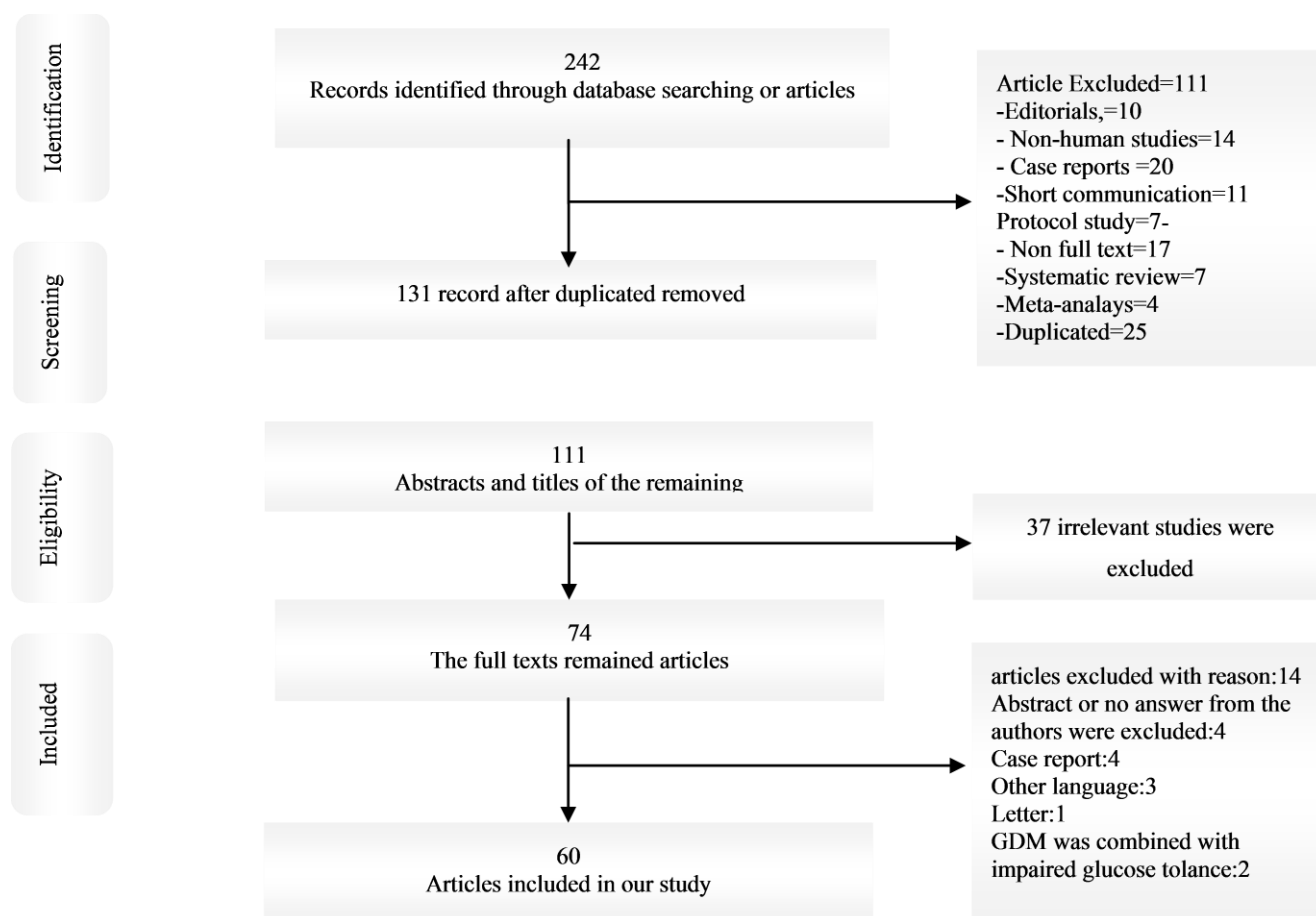 Identification
242
Records identified through database searching or articles
Article Excluded=111
-Editorials,=10
- Non-human studies=14
- Case reports =20
-Short communication=11
Protocol study=7-
- Non full text=17
-Systematic review=7
-Meta-analays=4
-Duplicated=25
Screening
131 record after duplicated removed
Eligibility
111
Abstracts and titles of the remaining
37 irrelevant studies were
excluded
74
The full texts remained articles
Included
articles excluded with reason:14
Abstract or no answer from the
authors were excluded:4
Case report:4
Other language:3
Letter:1
GDM was combined with
impaired glucose tolance:2
60
Articles included in our study